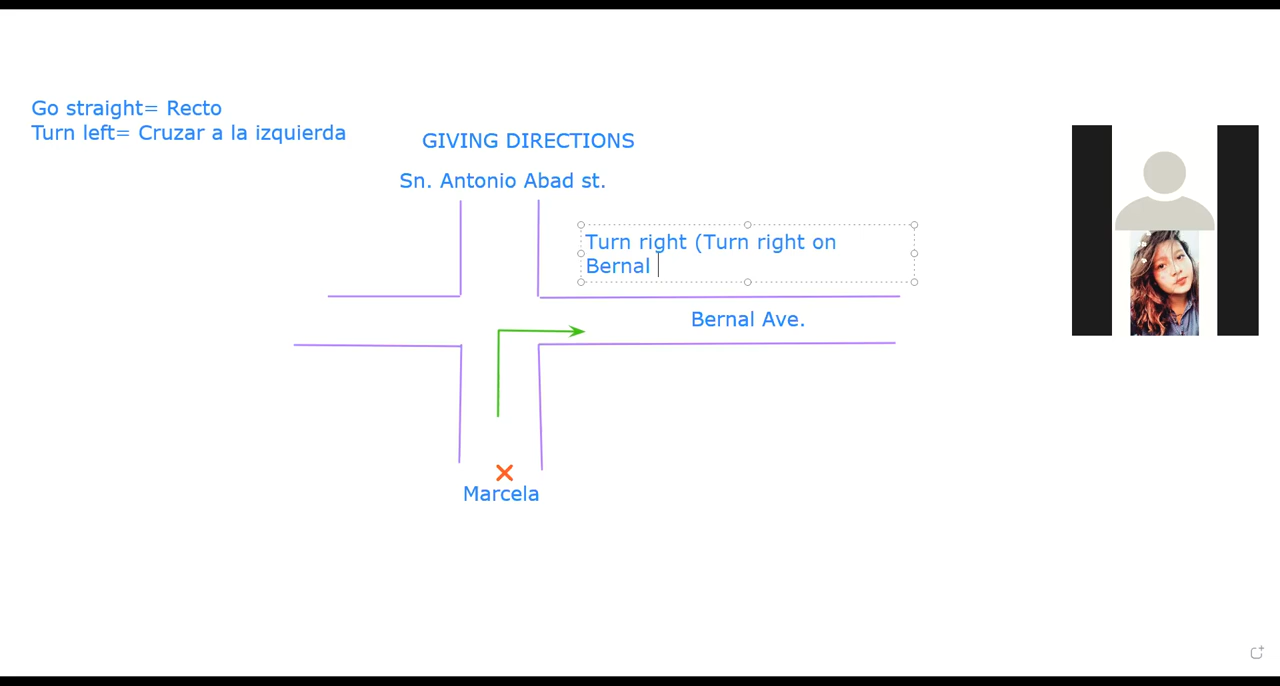 Go straight= Recto
Turn left= Cruzar a la izquierda
GIVING DIRECTIONS
Sn. Antonio Abad st.
Turn right (Turn right on
Bernal
Bernal Ave.
Marcela